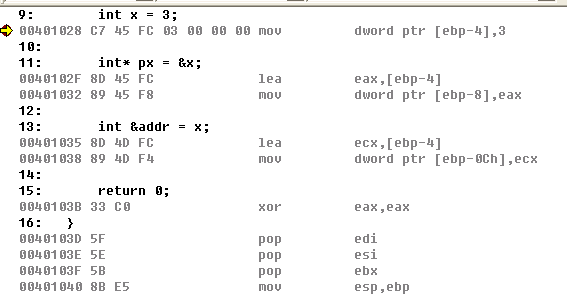 9:       int x = 3;
00401028 C7 45 FC 03 00 00 00 mov         dword ptr [ebp-4],3
10:
11:      int* px = &x;
0040102F 8D 45 FC             lea         eax,[ebp-4]
00401032 89 45 F8             mov         dword ptr [ebp-8],eax
12:
13:      int &addr = x;
00401035 8D 4D FC             lea         ecx,[ebp-4]
00401038 89 4D F4             mov         dword ptr [ebp-0Ch],ecx
14:
15:      return 0;
0040103B 33 C0                xor         eax,eax
16:   }
0040103D 5F                   pop         edi
0040103E 5E                   pop         esi
0040103F 5B                   pop         ebx
00401040 8B E5                mov         esp,ebp